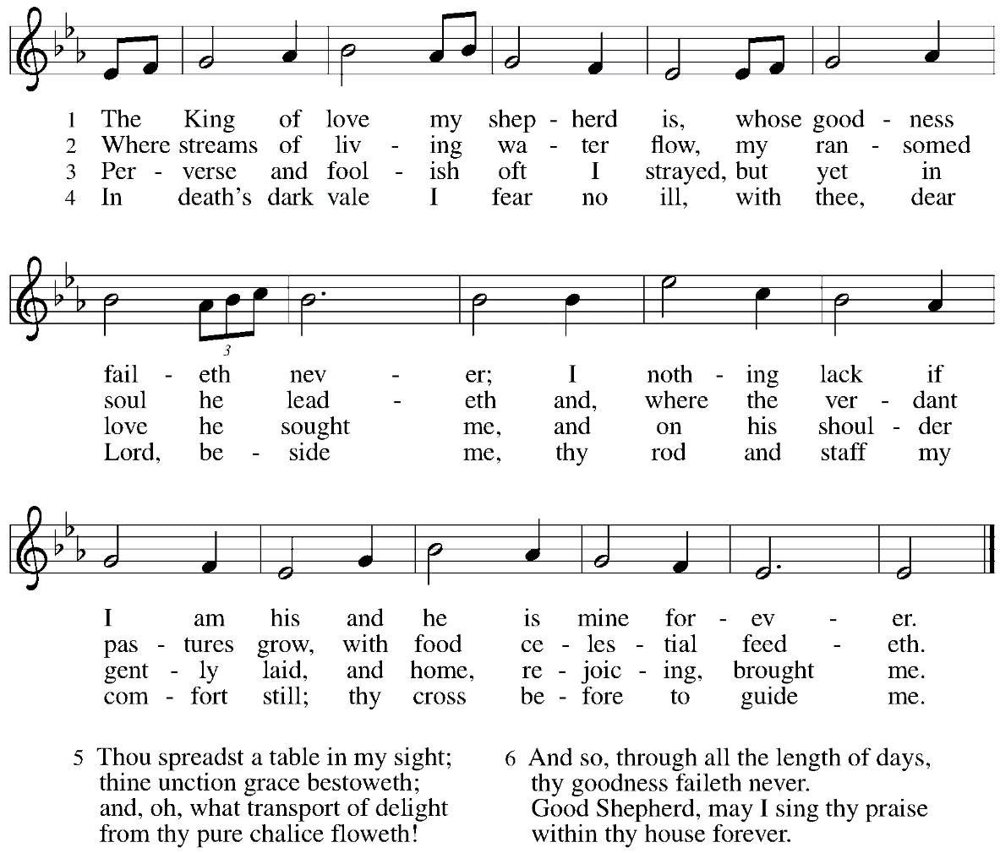 1 The King of love my shep - herd is, whose good - ness
2 Where streams of liv - ing wa - ter flow, my ran - somed
3 Per - verse and fool - ish oft I strayed, but yet in
4 In death's dark vale I fear no ill, with thee, dear
3
fail - eth nev - er; I noth - ing lack if
soul he lead - eth and, where the ver - dant
love he sought me, and on his shoul - der
Lord, be - side me, thy rod and staff my
I am his and he is mine for - ev - er.
pas - tures grow, with food ce - les - tial feed - eth.
gent - ly laid, and home, re - joic - ing, brought me.
com - fort still; thy cross be - fore to guide me.
5 Thou spreadst a table in my sight;
thine unction grace bestoweth;
and, oh, what transport of delight
from thy pure chalice floweth!
6 And so, through all the length of days,
thy goodness faileth never.
Good Shepherd, may I sing thy praise
within thy house forever.